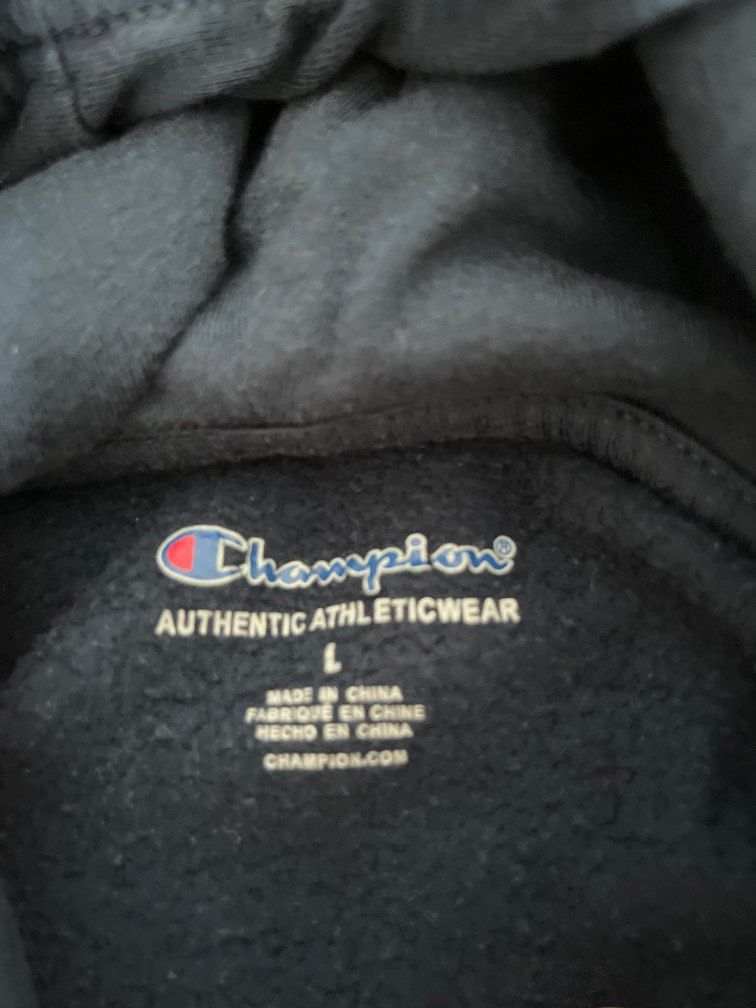 Champion®
AUTHENTIC ATHLETICWEAR
L
MADE IN CHINA
FABRIQUÉ EN CHINE
HECHO EN CHINA
CHAMPION.COM